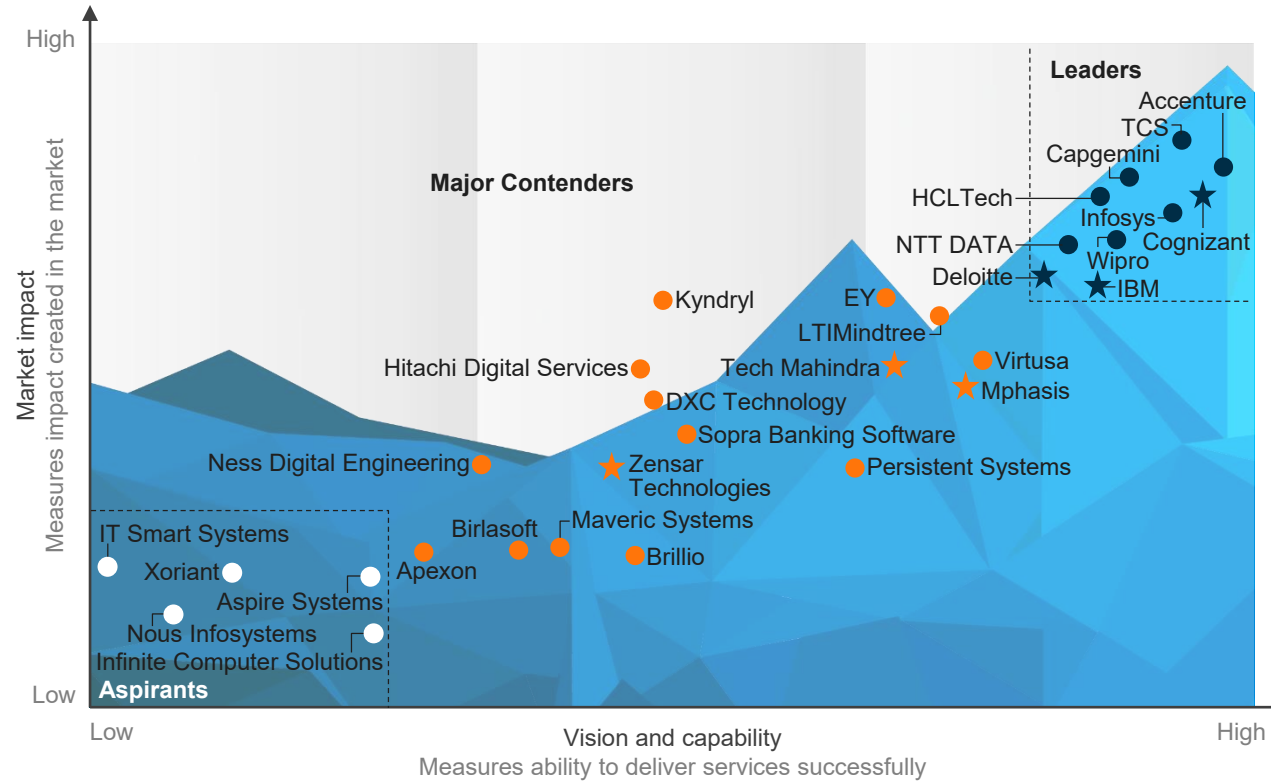 High
Leaders
Accenture
TCS
Capgemini
Major Contenders
HCLTech
Infosys
NTT DATA
Cognizant
Wipro
Deloitte
IBM
Kyndryl
EY
LTIMindtree
Hitachi Digital Services
Tech Mahindra
Virtusa
Mphasis
DXC Technology
Sopra Banking Software
Ness Digital Engineering
Zensar
Technologies
Persistent Systems
Maveric Systems
Birlasoft
Brillio
Apexon
IT Smart Systems
Xoriant
Aspire Systems
Nous Infosystems
Infinite Computer Solutions
Aspirants
Market impact
Measures impact created in the market
Low
Low
High
Vision and capability
Measures ability to deliver services successfully